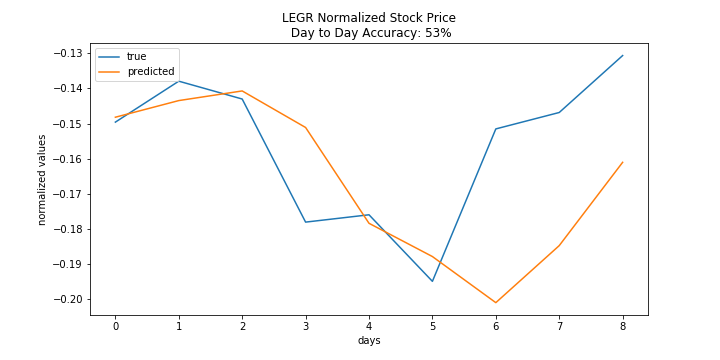 LEGR Normalized Stock Price
Day to Day Accuracy: 53%
true
predicted
−0.13
−0.14
−0.15
−0.16
−0.17
−0.18
−0.19
−0.20
normalized values
0 1 2 3 4 5 6 7 8
days